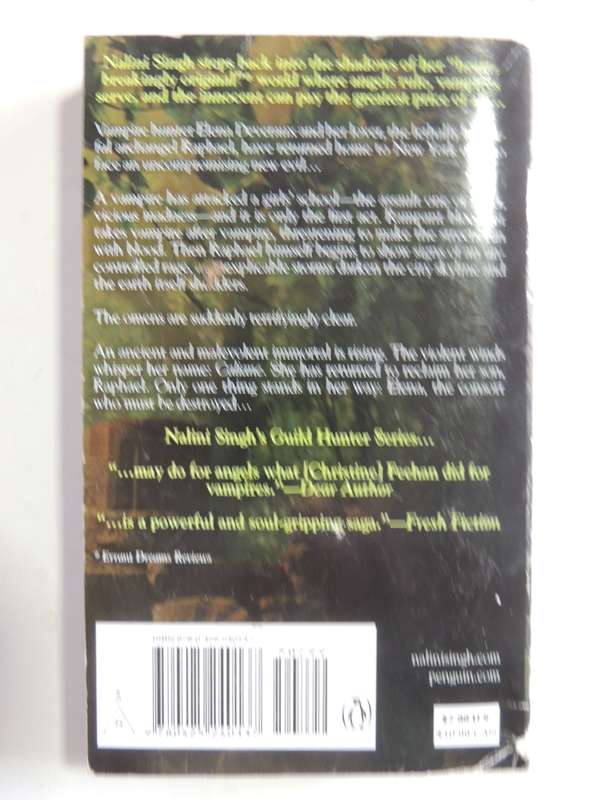 Nalini Singh steps back into the shadows of her "heart-
breakingly original"* world where angels rule, vampires
serve, and the innocent can pay the greatest price of all...
Vampire hunter Elena Deveraux and her lover, the lethally
archangel Raphael, have returned home to New York
face an uncompromising new evil...
A vampire has attacked a girls' school—the assault one of
vicious madness—and it is only the first act. Rampant
takes vampire after vampire, threatening to make the
with blood. Then Raphael himself begins to show signs of an
controlled rage, as inexplicable storms darken the city skyline and
the earth itself shudders.
The omens are suddenly terrifyingly clear.
An ancient and malevolent immortal is rising. The violent winds
whisper her name: Caliane. She has returned to reclaim her son,
Raphael. Only one thing stands in her way: Elena, the consort
who must be destroyed...
Nalini Singh's Guild Hunter Series...
"...may do for angels what [Christine] Feehan did for
vampires."—Dear Author
"...is a powerful and soul-gripping saga."—Fresh Fiction
* Errant Dreams Reviews
nalinisingh.com
penguin.com